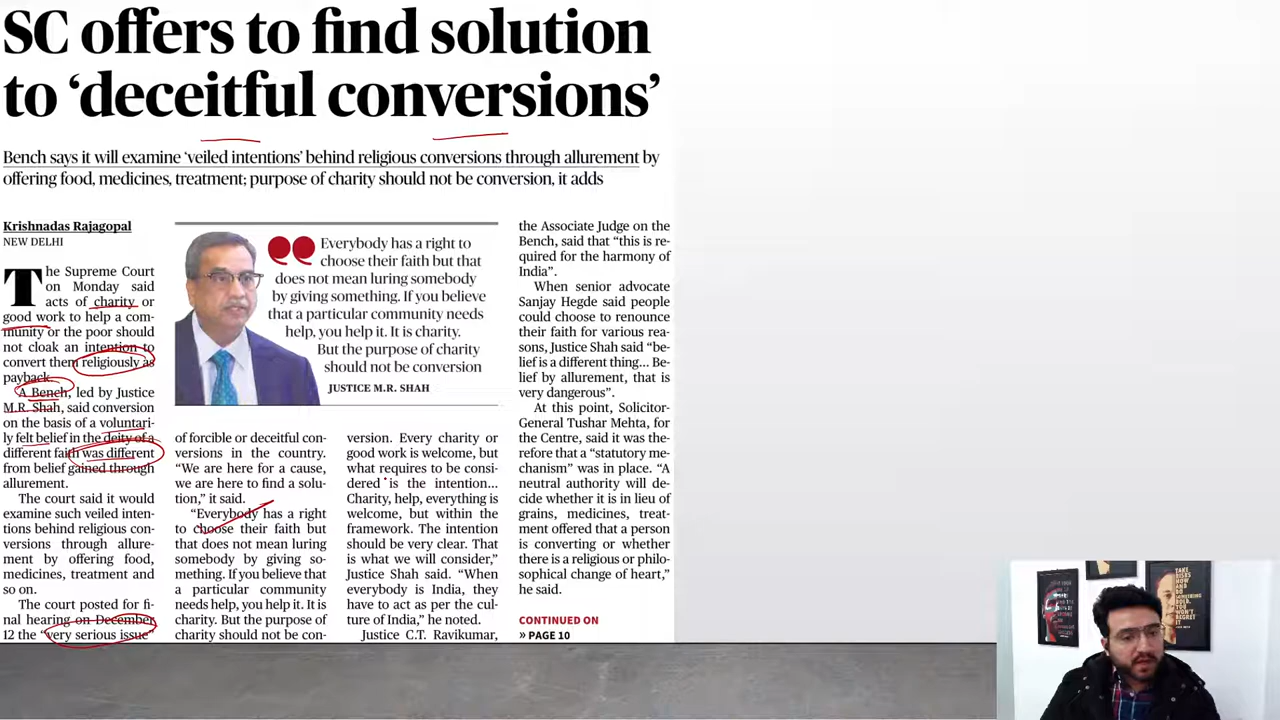 SC offers to find solution
to ‘deceitful conversions’
Bench says it will examine ‘veiled intentions’ behind religious conversions through allurement by
offering food, medicines, treatment; purpose of charity should not be conversion, it adds
Krishnadas Rajagopal
NEW DELHI
The Supreme Court
on Monday said
acts of charity or
good work to help a com-
munity or the poor should
not cloak an intention to
convert them religiously as
payback.
A Bench, led by Justice
M.R. Shah, said conversion
on the basis of a voluntari-
ly felt belief in the deity of a
different faith was different
from belief gained through
allurement.
The court said it would
examine such veiled inten-
tions behind religious con-
versions through allure-
ment by offering food,
medicines, treatment and
so on.
The court posted for fi-
nal hearing on December
12 the “very serious issue”
Everybody has a right to
choose their faith but that
does not mean luring somebody
by giving something. If you believe
that a particular community needs
help, you help it. It is charity.
But the purpose of charity
should not be conversion
JUSTICE M.R. SHAH
of forcible or deceitful con-
versions in the country.
“We are here for a cause,
we are here to find a solu-
tion,” it said.
“Everybody has a right
to choose their faith but
that does not mean luring
somebody by giving so-
mething. If you believe that
a particular community
needs help, you help it. It is
charity. But the purpose of
charity should not be con-
version. Every charity or
good work is welcome, but
what requires to be consi-
dered is the intention...
Charity, help, everything is
welcome, but within the
framework. The intention
should be very clear. That
is what we will consider,”
Justice Shah said. “When
everybody is India, they
have to act as per the cul-
ture of India,” he noted.
Justice C.T. Ravikumar,
the Associate Judge on the
Bench, said that “this is re-
quired for the harmony of
India”.
When senior advocate
Sanjay Hegde said people
could choose to renounce
their faith for various rea-
sons, Justice Shah said “be-
lief is a different thing... Be-
lief by allurement, that is
very dangerous”.
At this point, Solicitor-
General Tushar Mehta, for
the Centre, said it was the-
refore that a “statutory me-
chanism” was in place. “A
neutral authority will de-
cide whether it is in lieu of
grains, medicines, treat-
ment offered that a person
is converting or whether
there is a religious or philo-
sophical change of heart,”
he said.
CONTINUED ON
» PAGE 10
TAKE
RISKS
NOW
AND
DO
SOMETHING
BOLD.
YOU
WON'T
REGRET
IT